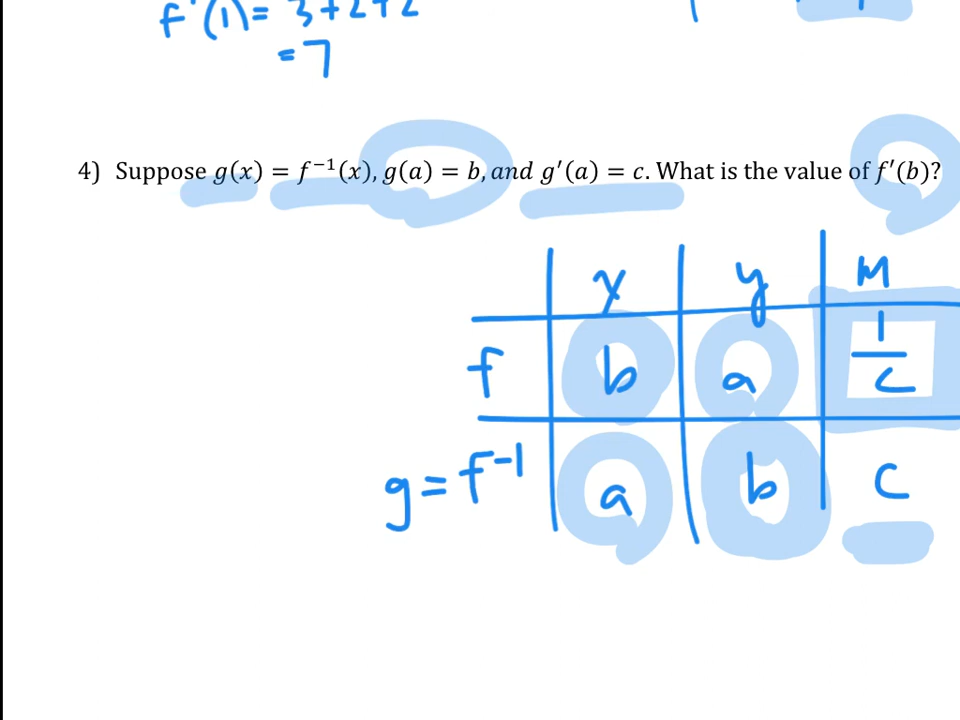 f'(1) = 3+2+2
= 7
4) Suppose g(x) = f⁻¹(x), g(a) = b, and g′(a) = c. What is the value of f′(b)?
x y M
f b a 1/c
g = f⁻¹ a b c